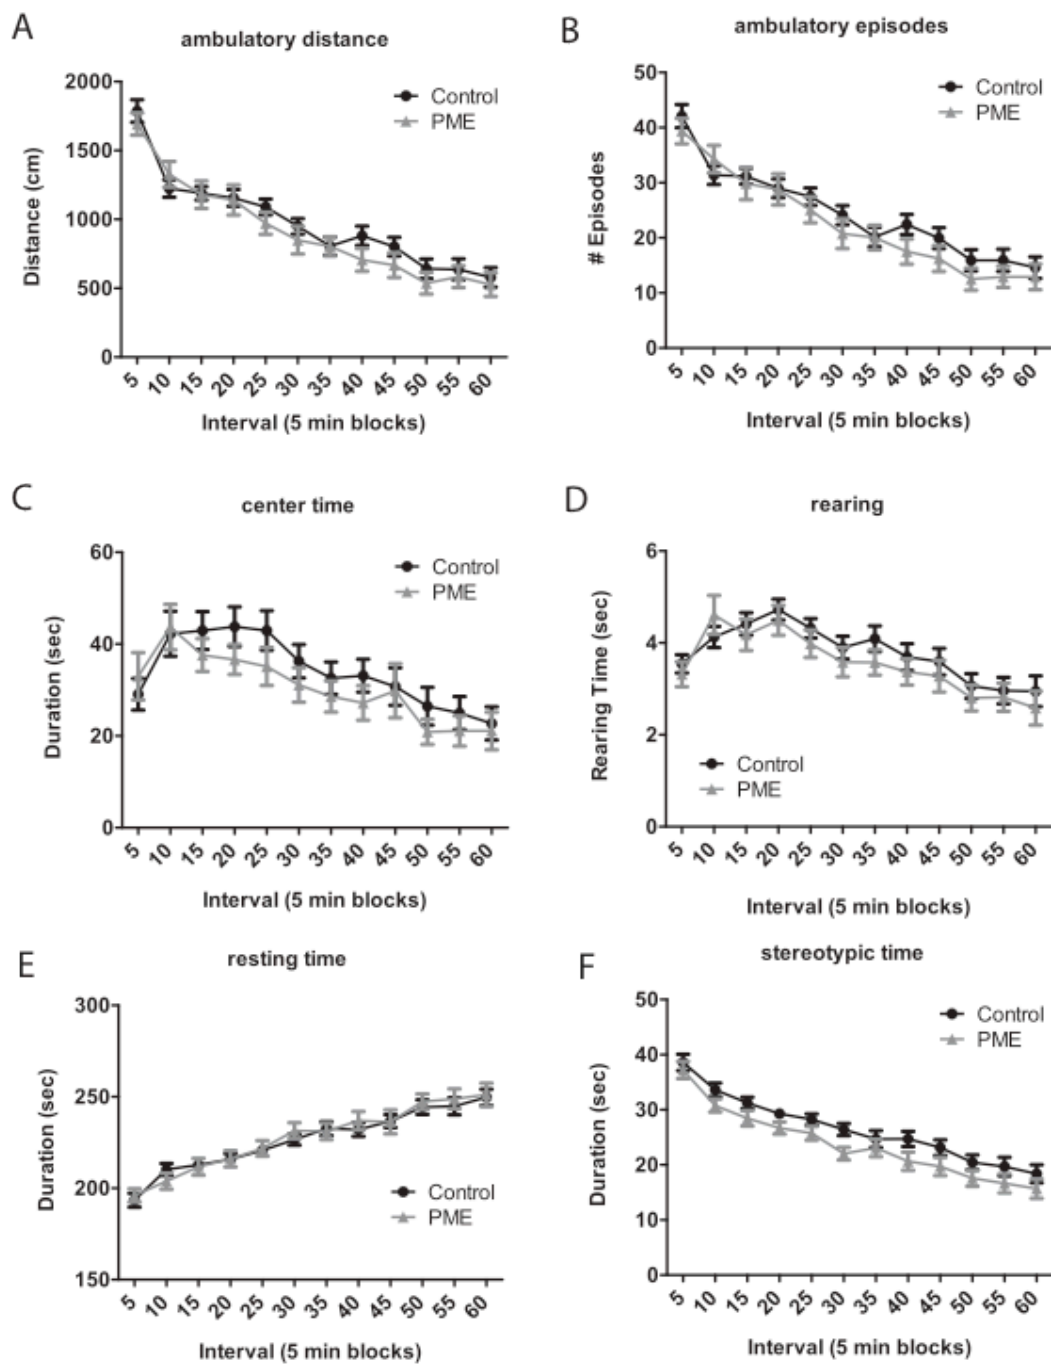 A
ambulatory distance
2000
1500
1000
500
0
Distance (cm)
Control
PME
5 10 15 20 25 30 35 40 45 50 55 60
Interval (5 min blocks)
B
ambulatory episodes
50
40
30
20
10
0
# Episodes
Control
PME
5 10 15 20 25 30 35 40 45 50 55 60
Interval (5 min blocks)
C
center time
60
40
20
0
Duration (sec)
Control
PME
5 10 15 20 25 30 35 40 45 50 55 60
Interval (5 min blocks)
D
rearing
6
4
2
0
Rearing Time (sec)
Control
PME
5 10 15 20 25 30 35 40 45 50 55 60
Interval (5 min blocks)
E
resting time
300
250
200
150
Duration (sec)
Control
PME
5 10 15 20 25 30 35 40 45 50 55 60
Interval (5 min blocks)
F
stereotypic time
50
40
30
20
10
0
Duration (sec)
Control
PME
5 10 15 20 25 30 35 40 45 50 55 60
Interval (5 min blocks)